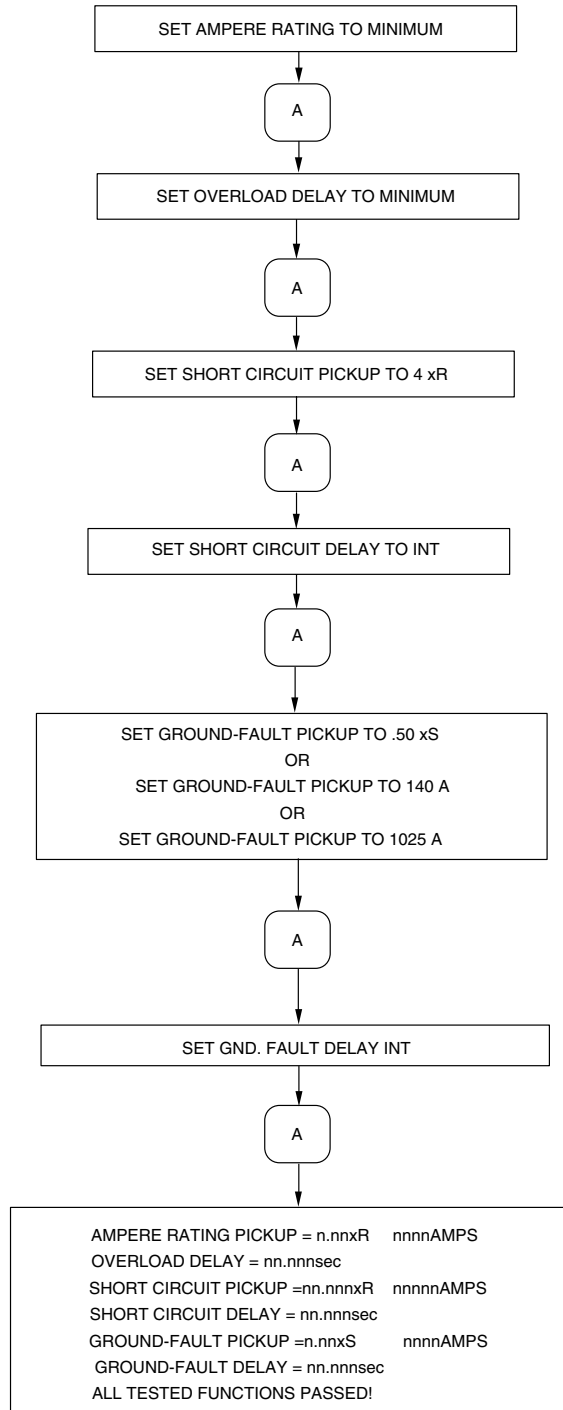 SET AMPERE RATING TO MINIMUM
A
SET OVERLOAD DELAY TO MINIMUM
A
SET SHORT CIRCUIT PICKUP TO 4 xR
A
SET SHORT CIRCUIT DELAY TO INT
A
SET GROUND-FAULT PICKUP TO .50 xS
OR
SET GROUND-FAULT PICKUP TO 140 A
OR
SET GROUND-FAULT PICKUP TO 1025 A
A
SET GND. FAULT DELAY INT
A
AMPERE RATING PICKUP = n.nnxR nnnnAMPS
OVERLOAD DELAY = nn.nnnsec
SHORT CIRCUIT PICKUP =nn.nnnxR nnnnnAMPS
SHORT CIRCUIT DELAY = nn.nnnsec
GROUND-FAULT PICKUP =n.nnxS nnnnAMPS
GROUND-FAULT DELAY = nn.nnnsec
ALL TESTED FUNCTIONS PASSED!